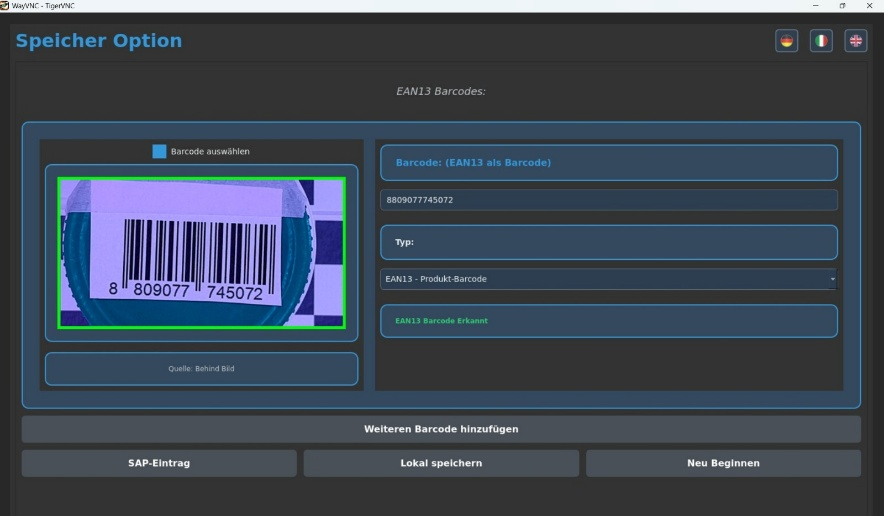 WayVNC - TigerVNC
Speicher Option
EAN13 Barcodes:
Barcode auswählen
8 809077 745072
Quelle: Behind Bild
Barcode: (EAN13 als Barcode)
8809077745072
Typ:
EAN13 - Produkt-Barcode
EAN13 Barcode Erkannt
Weiteren Barcode hinzufügen
SAP-Eintrag
Lokal speichern
Neu Beginnen